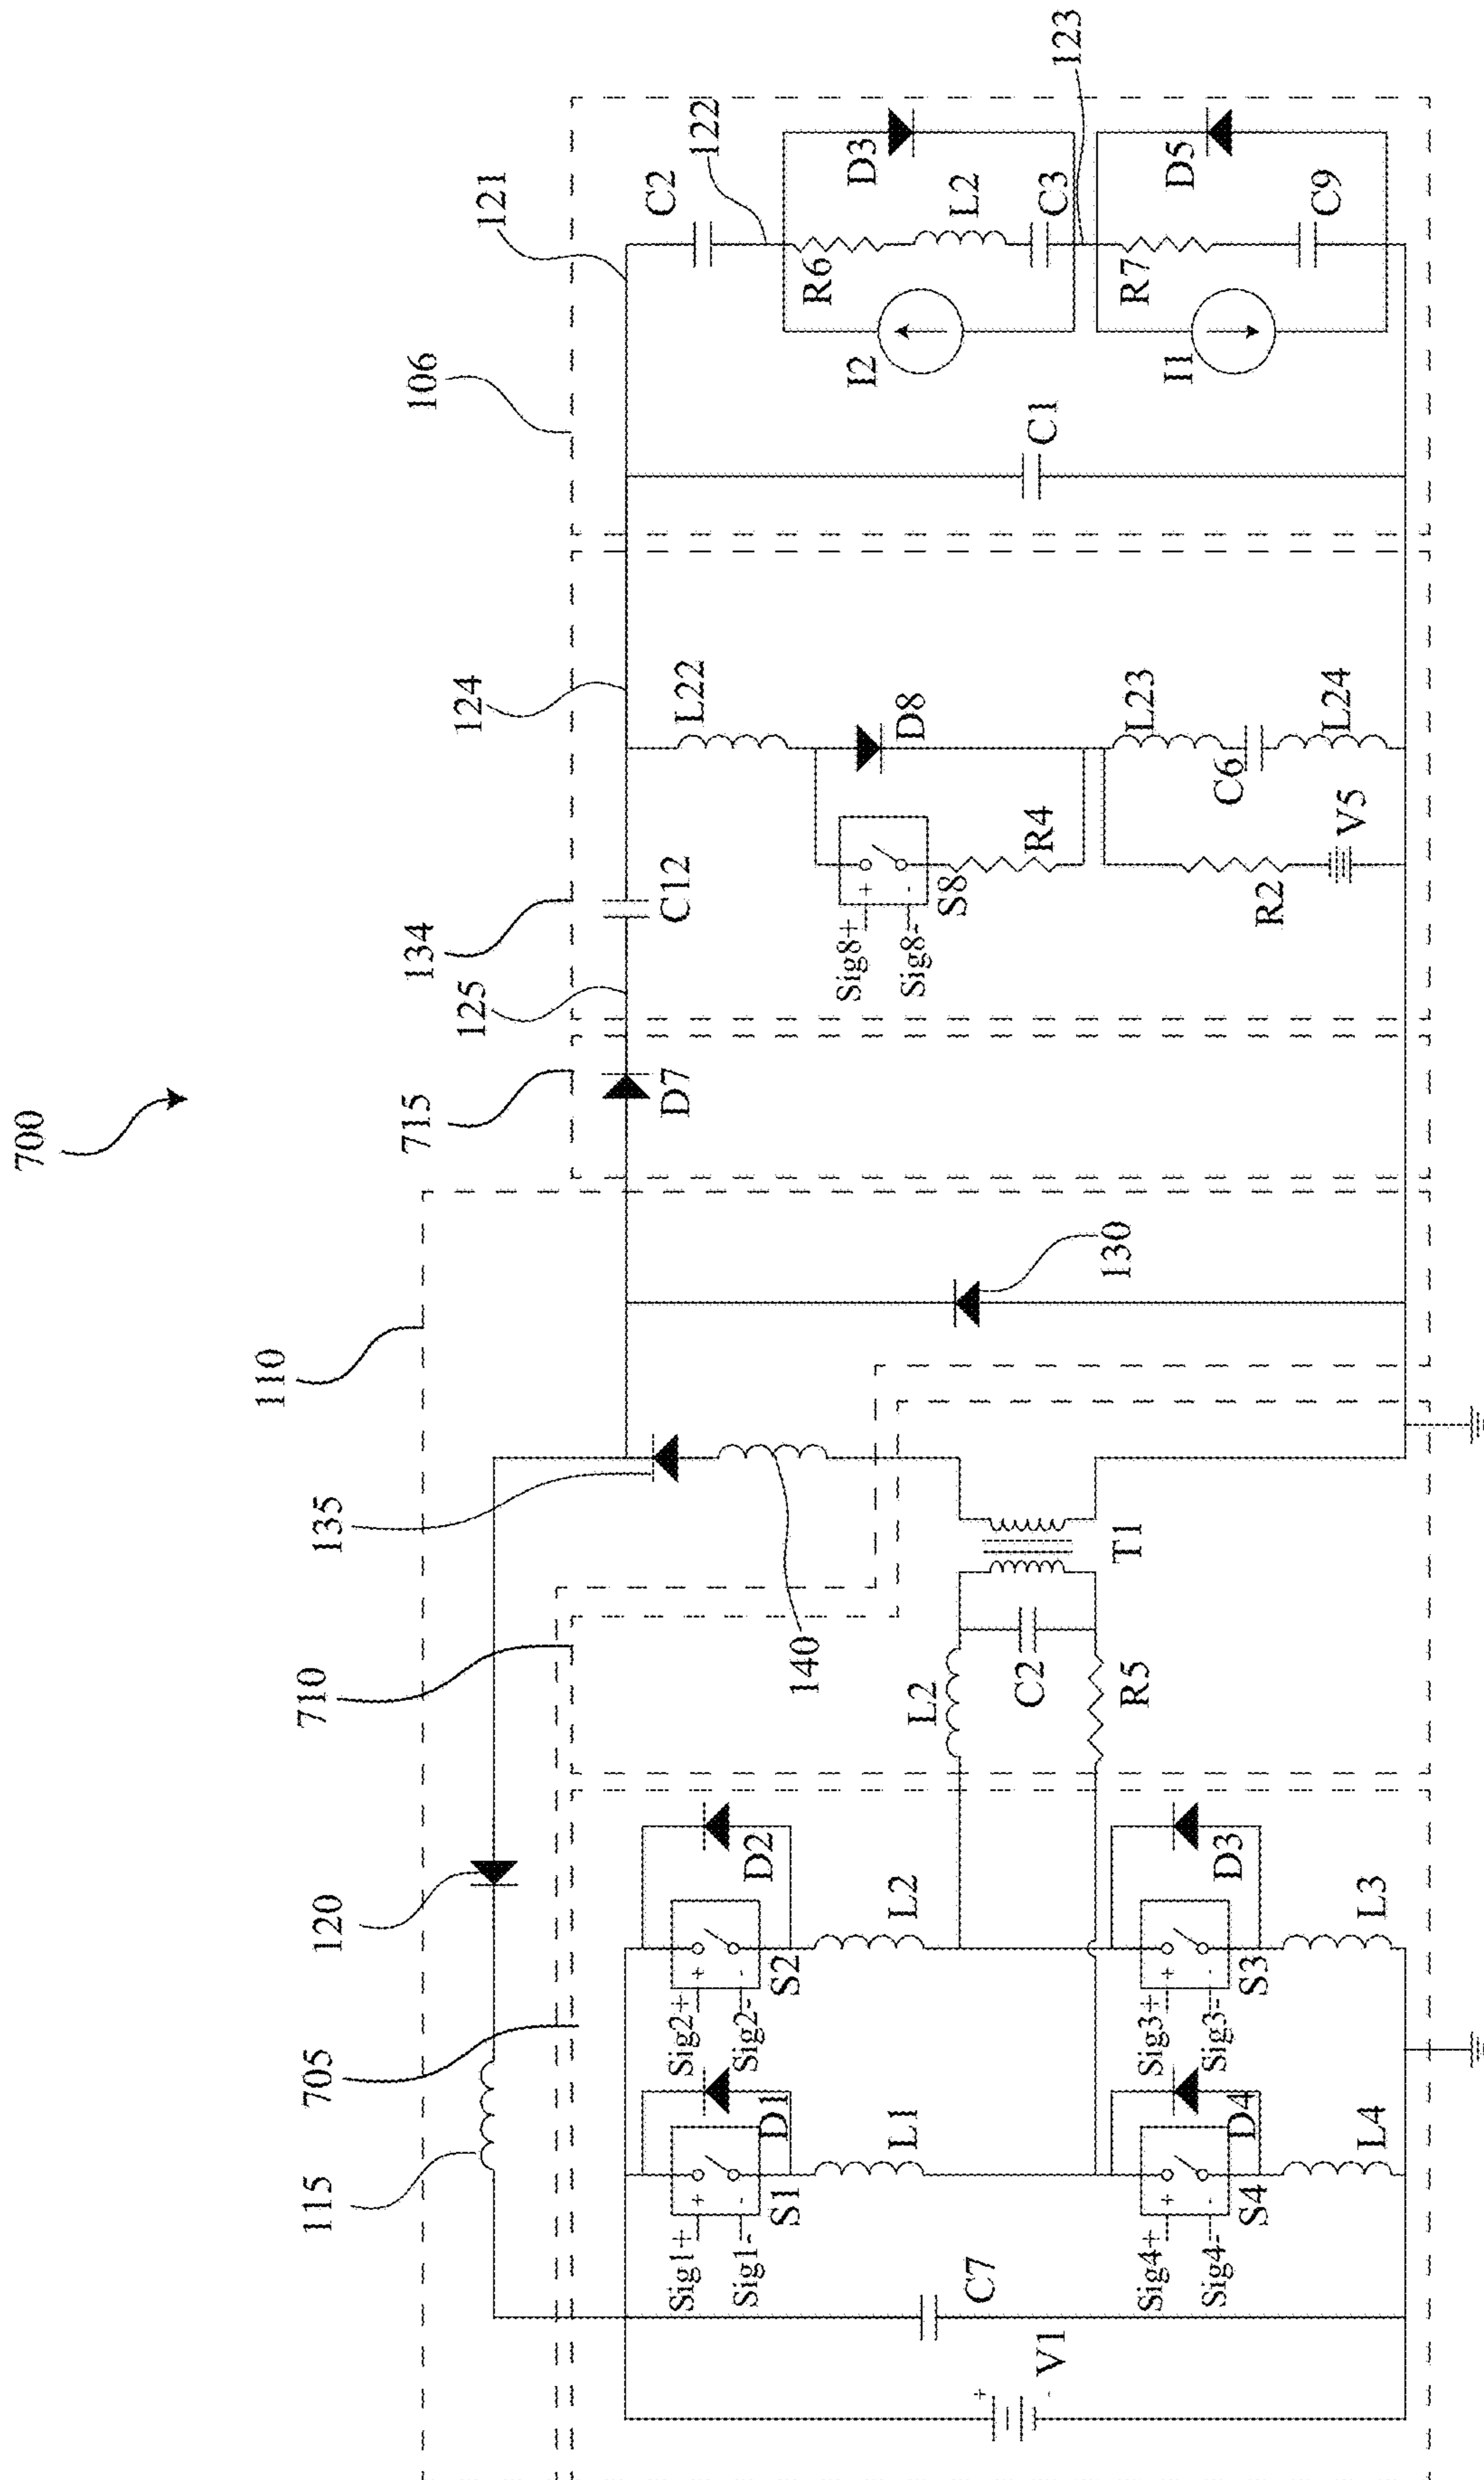 700
110
710
135
120
705
115
140
130
715
125
134
124
106
121
122
123
V1
C7
Sig1+
Sig1-
+
-
S1
D1
L1
Sig2+
Sig2-
+
-
S2
D2
L2
Sig4+
Sig4-
+
-
S4
D4
L4
Sig3+
Sig3-
+
-
S3
D3
L3
+
-
L2
C2
R5
T1
D7
C12
L22
Sig8+
Sig8-
+
-
S8
D8
R4
L23
C6
L24
R2
V5
C1
C2
I2
R6
L2
C3
D3
I1
R7
C9
D5